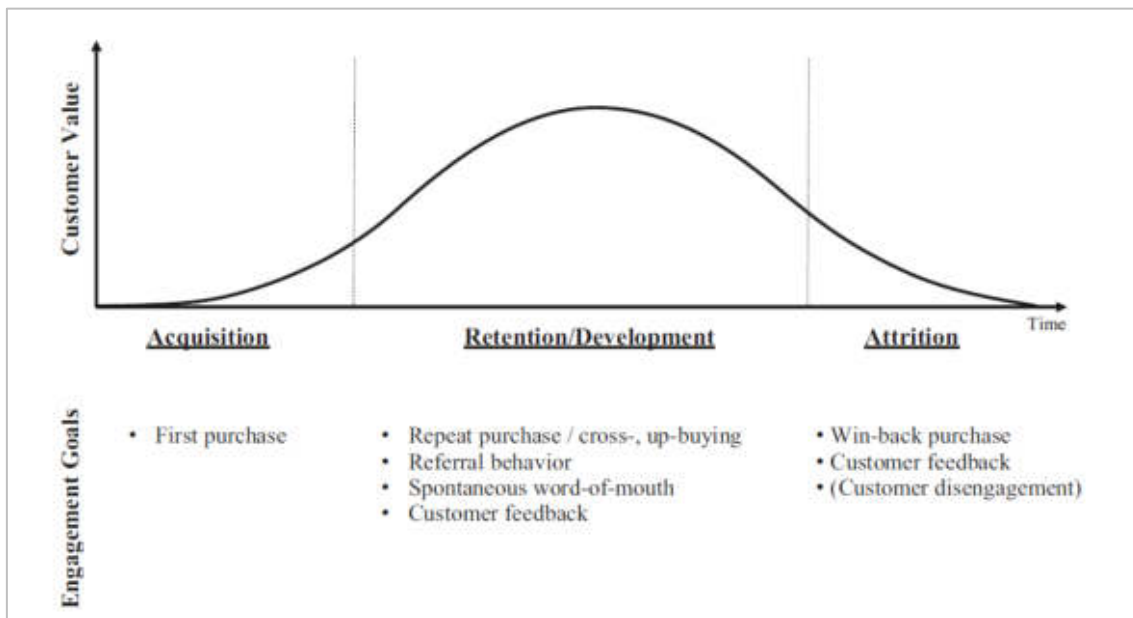 Customer Value
Time
Acquisition
Retention/Development
Attrition
Engagement Goals
• First purchase
• Repeat purchase / cross-, up-buying
• Referral behavior
• Spontaneous word-of-mouth
• Customer feedback
• Win-back purchase
• Customer feedback
• (Customer disengagement)